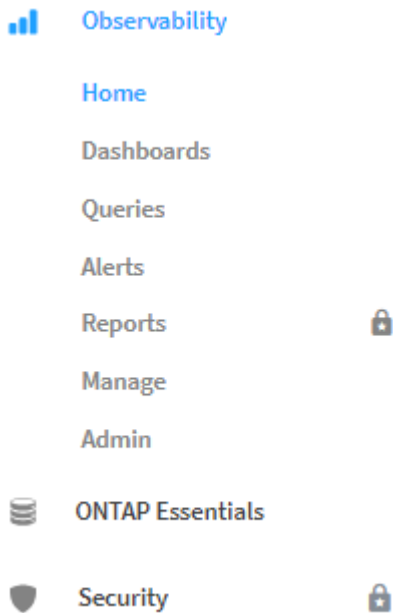 Observability
Home
Dashboards
Queries
Alerts
Reports
Manage
Admin
ONTAP Essentials
Security